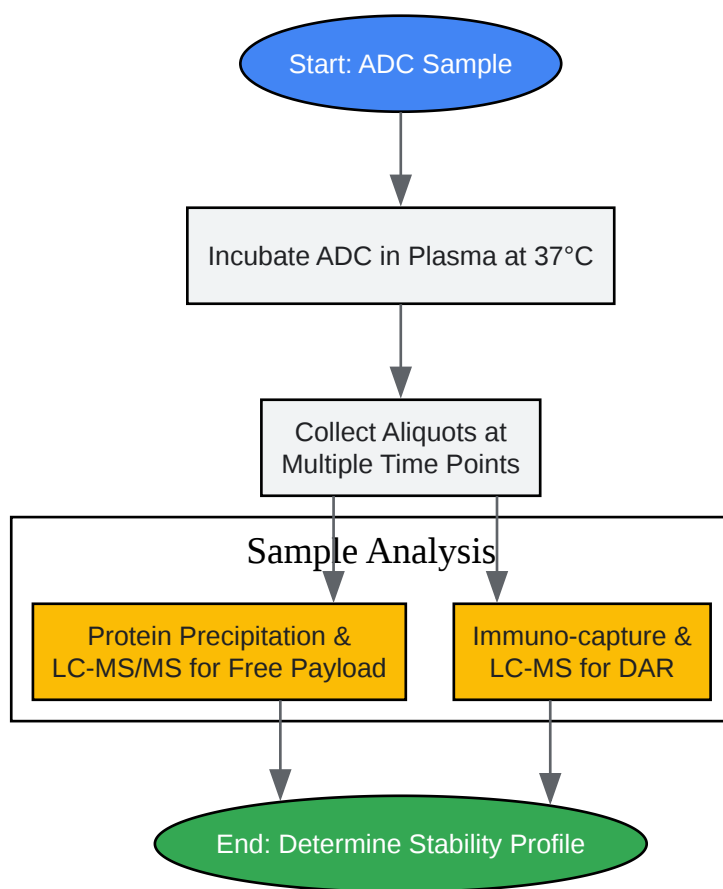 Start: ADC Sample
Incubate ADC in Plasma at 37°C
Collect Aliquots at
Multiple Time Points
Sample Analysis
Protein Precipitation &
LC-MS/MS for Free Payload
Immuno-capture &
LC-MS for DAR
End: Determine Stability Profile